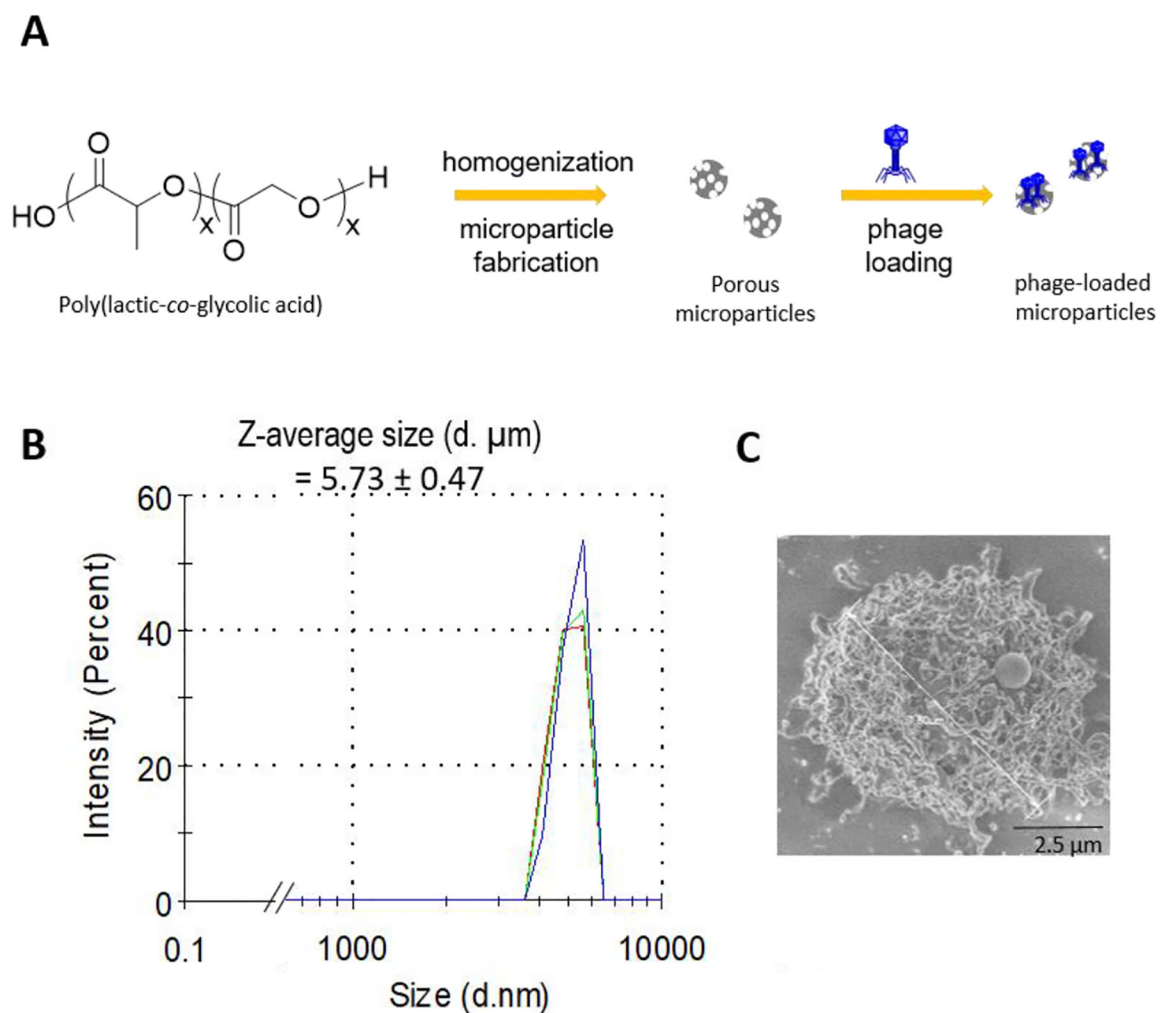 A
O
O
HO
x
O
O
x
H
Poly(lactic-co-glycolic acid)
homogenization
microparticle
fabrication
Porous
microparticles
phage
loading
phage-loaded
microparticles
B
Z-average size (d. µm)
= 5.73 ± 0.47
Intensity (Percent)
60
40
20
0
0.1
1000
10000
Size (d.nm)
C
2.5 µm